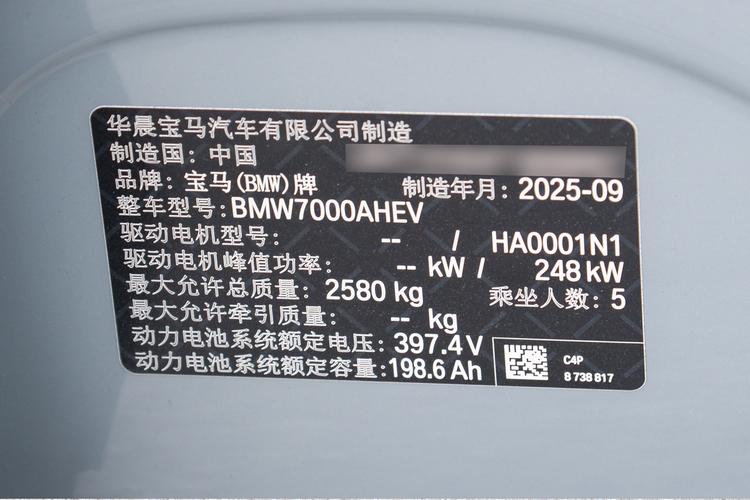 华晨宝马汽车有限公司制造
制造国：中国
品牌：宝马(BMW)牌 制造年月：2025-09
整车型号：BMW7000AHEV
驱动电机型号： -- / HA0001N1
驱动电机峰值功率： -- kW / 248 kW
最大允许总质量： 2580 kg 乘坐人数：5
最大允许牵引质量： -- kg
动力电池系统额定电压：397.4 V
动力电池系统额定容量：198.6 Ah
C4P
8 738 817